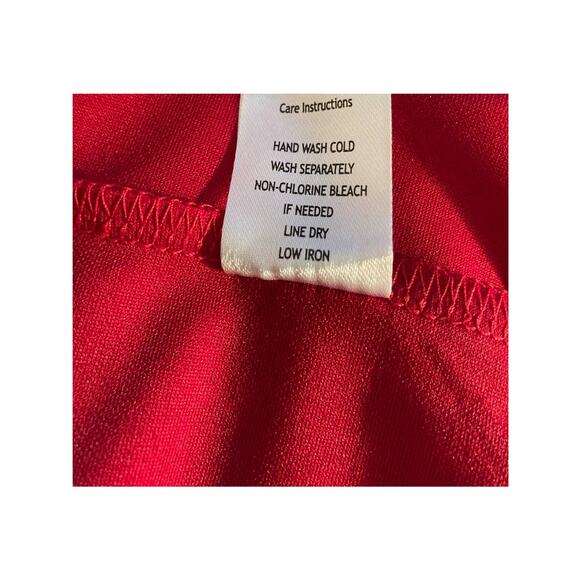 Care Instructions
HAND WASH COLD
WASH SEPARATELY
NON-CHLORINE BLEACH
IF NEEDED
LINE DRY
LOW IRON